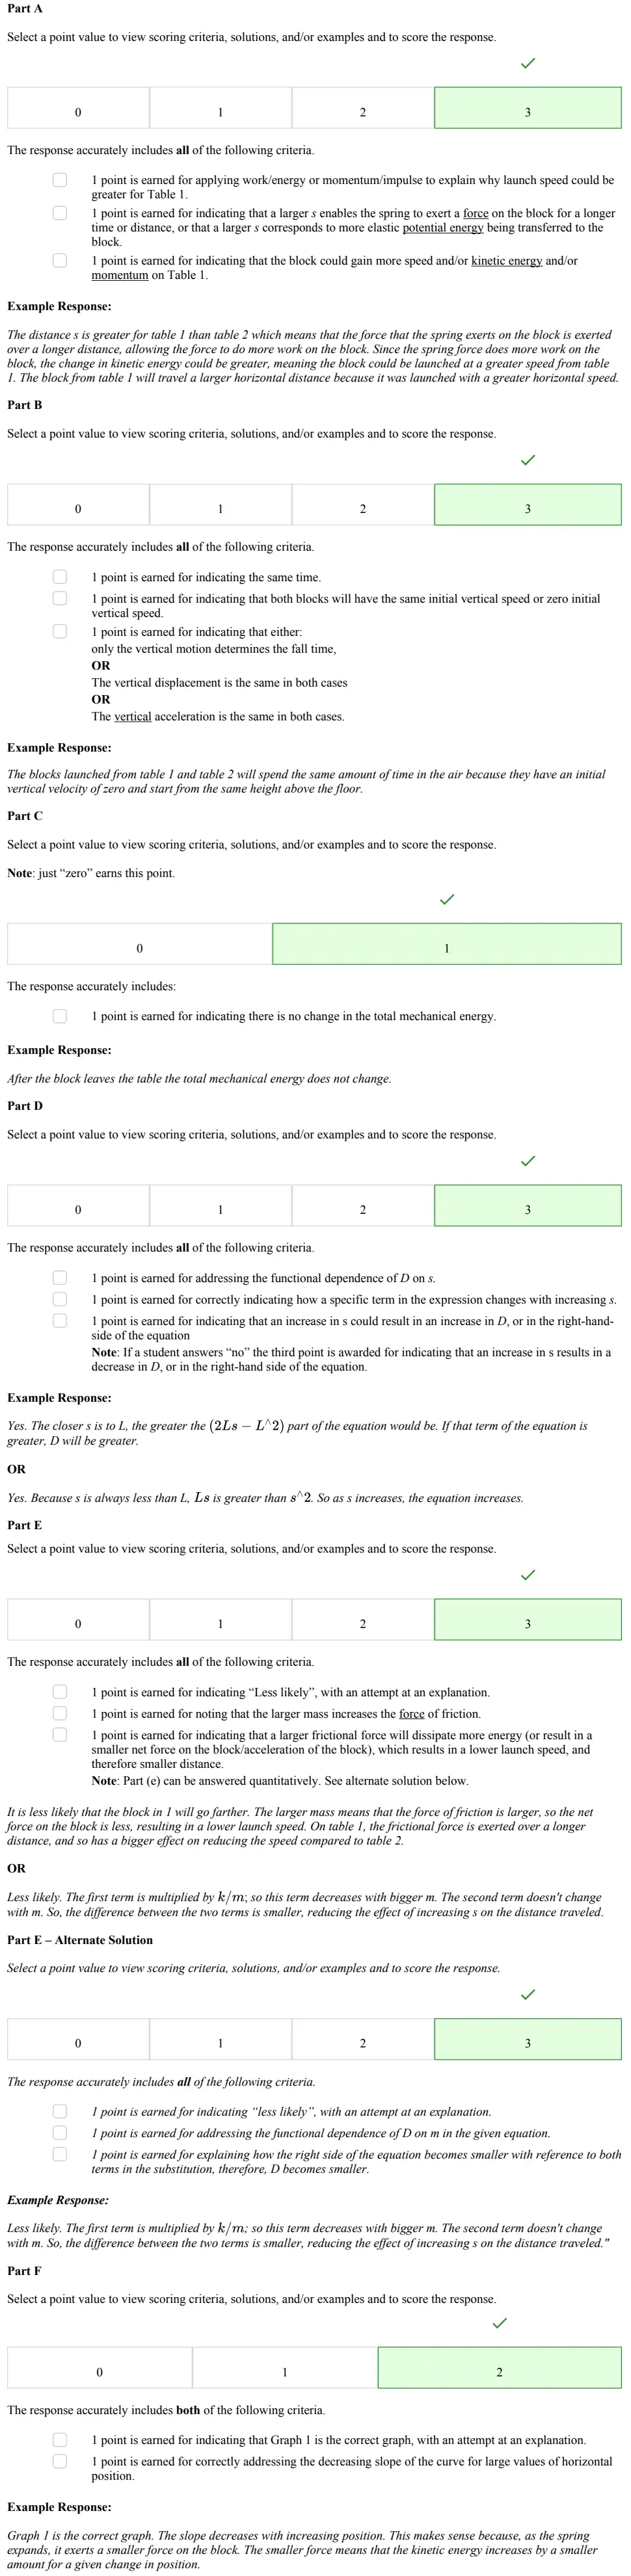 Part A
Select a point value to view scoring criteria, solutions, and/or examples and to score the response.
0 1 2 3
The response accurately includes all of the following criteria.
1 point is earned for applying work/energy or momentum/impulse to explain why launch speed could be
greater for Table 1.
1 point is earned for indicating that a larger s enables the spring to exert a force on the block for a longer
time or distance, or that a larger s corresponds to more elastic potential energy being transferred to the
block.
1 point is earned for indicating that the block could gain more speed and/or kinetic energy and/or
momentum on Table 1.
Example Response:
The distance s is greater for table 1 than table 2 which means that the force that the spring exerts on the block is exerted
over a longer distance, allowing the force to do more work on the block. Since the spring force does more work on the
block, the change in kinetic energy could be greater, meaning the block could be launched at a greater speed from table
1. The block from table 1 will travel a larger horizontal distance because it was launched with a greater horizontal speed.
Part B
Select a point value to view scoring criteria, solutions, and/or examples and to score the response.
0 1 2 3
The response accurately includes all of the following criteria.
1 point is earned for indicating the same time.
1 point is earned for indicating that both blocks will have the same initial vertical speed or zero initial
vertical speed.
1 point is earned for indicating that either:
only the vertical motion determines the fall time,
OR
The vertical displacement is the same in both cases
OR
The vertical acceleration is the same in both cases.
Example Response:
The blocks launched from table 1 and table 2 will spend the same amount of time in the air because they have an initial
vertical velocity of zero and start from the same height above the floor.
Part C
Select a point value to view scoring criteria, solutions, and/or examples and to score the response.
Note: just “zero” earns this point.
0 1
The response accurately includes:
1 point is earned for indicating there is no change in the total mechanical energy.
Example Response:
After the block leaves the table the total mechanical energy does not change.
Part D
Select a point value to view scoring criteria, solutions, and/or examples and to score the response.
0 1 2 3
The response accurately includes all of the following criteria.
1 point is earned for addressing the functional dependence of D on s.
1 point is earned for correctly indicating how a specific term in the expression changes with increasing s.
1 point is earned for indicating that an increase in s could result in an increase in D, or in the right-hand-
side of the equation
Note: If a student answers “no” the third point is awarded for indicating that an increase in s results in a
decrease in D, or in the right-hand side of the equation.
Example Response:
Yes. The closer s is to L, the greater the (2Ls − L^2) part of the equation would be. If that term of the equation is
greater, D will be greater.
OR
Yes. Because s is always less than L, Ls is greater than s^2. So as s increases, the equation increases.
Part E
Select a point value to view scoring criteria, solutions, and/or examples and to score the response.
0 1 2 3
The response accurately includes all of the following criteria.
1 point is earned for indicating “Less likely”, with an attempt at an explanation.
1 point is earned for noting that the larger mass increases the force of friction.
1 point is earned for indicating that a larger frictional force will dissipate more energy (or result in a
smaller net force on the block/acceleration of the block), which results in a lower launch speed, and
therefore smaller distance.
Note: Part (e) can be answered quantitatively. See alternate solution below.
It is less likely that the block in 1 will go farther. The larger mass means that the force of friction is larger, so the net
force on the block is less, resulting in a lower launch speed. On table 1, the frictional force is exerted over a longer
distance, and so has a bigger effect on reducing the speed compared to table 2.
OR
Less likely. The first term is multiplied by k/m; so this term decreases with bigger m. The second term doesn't change
with m. So, the difference between the two terms is smaller, reducing the effect of increasing s on the distance traveled.
Part E – Alternate Solution
Select a point value to view scoring criteria, solutions, and/or examples and to score the response.
0 1 2 3
The response accurately includes all of the following criteria.
1 point is earned for indicating “less likely”, with an attempt at an explanation.
1 point is earned for addressing the functional dependence of D on m in the given equation.
1 point is earned for explaining how the right side of the equation becomes smaller with reference to both
terms in the substitution, therefore, D becomes smaller.
Example Response:
Less likely. The first term is multiplied by k/m; so this term decreases with bigger m. The second term doesn't change
with m. So, the difference between the two terms is smaller, reducing the effect of increasing s on the distance traveled."
Part F
Select a point value to view scoring criteria, solutions, and/or examples and to score the response.
0 1 2
The response accurately includes both of the following criteria.
1 point is earned for indicating that Graph 1 is the correct graph, with an attempt at an explanation.
1 point is earned for correctly addressing the decreasing slope of the curve for large values of horizontal
position.
Example Response:
Graph 1 is the correct graph. The slope decreases with increasing position. This makes sense because, as the spring
expands, it exerts a smaller force on the block. The smaller force means that the kinetic energy increases by a smaller
amount for a given change in position.